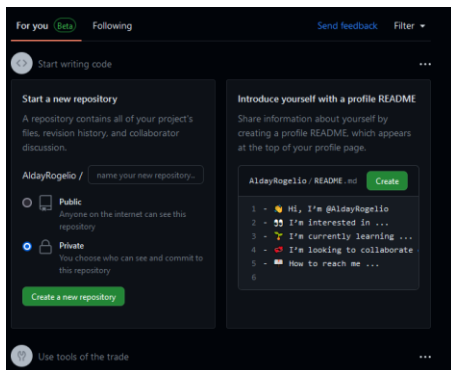 For you Beta Following Send feedback Filter
Start writing code
Start a new repository
A repository contains all of your project's
files, revision history, and collaborator
discussion.
AldayRogelio / name your new repository...
Public
Anyone on the internet can see this
repository
Private
You choose who can see and commit to
this repository
Create a new repository
Introduce yourself with a profile README
Share information about yourself by
creating a profile README, which appears
at the top of your profile page.
AldayRogelio / README.md Create
1 - 👋 Hi, I'm @AldayRogelio
2 - 👀 I'm interested in ...
3 - 🌱 I'm currently learning ...
4 - 💞️ I'm looking to collaborate
5 - 📫 How to reach me ...
6
Use tools of the trade